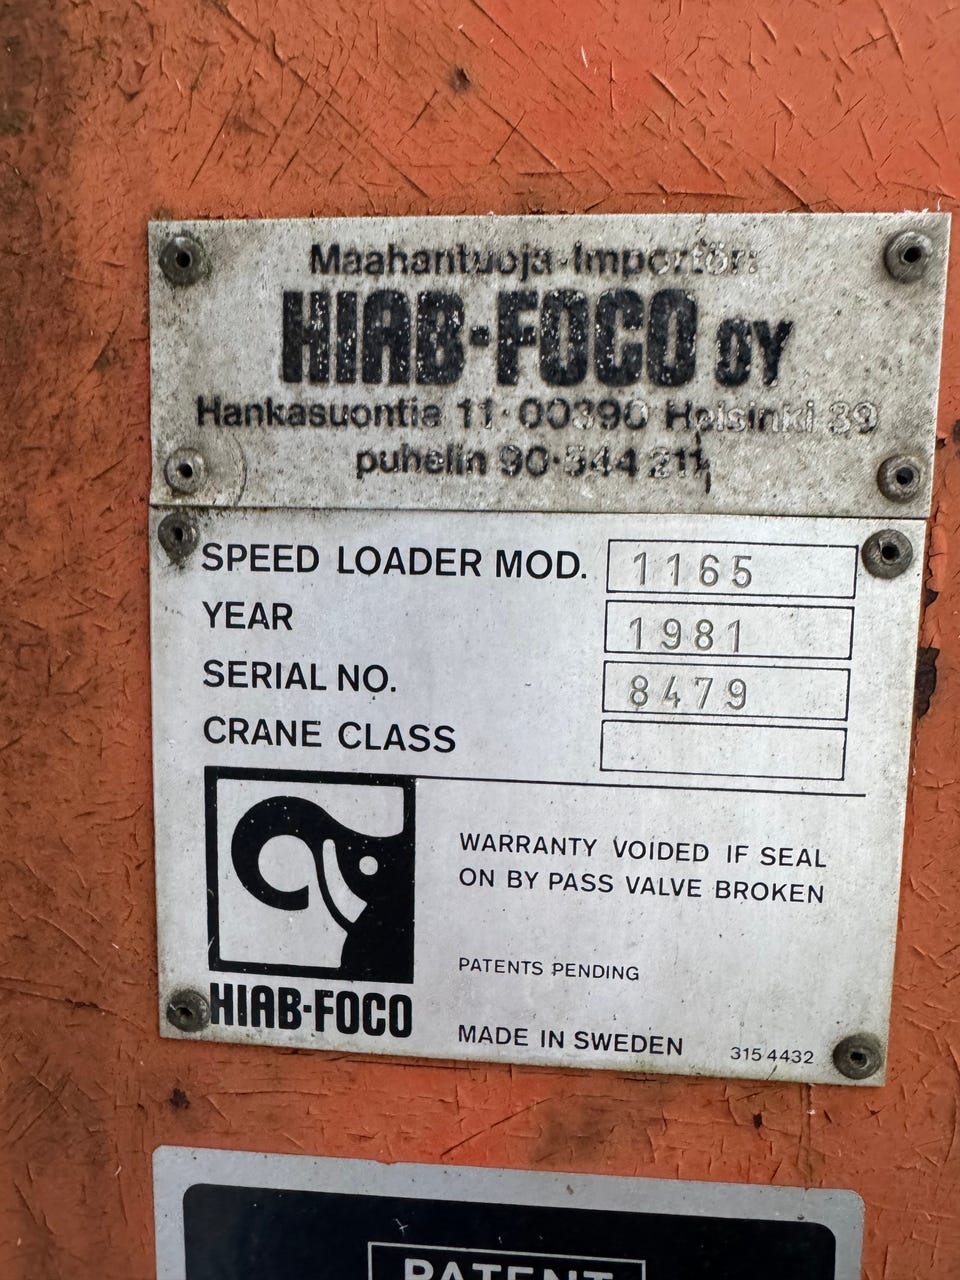 Maahantuoja-Importör:
HIAB-FOCO OY
Hankasuontie 11·00390 Helsinki 39
puhelin 90-544 211
SPEED LOADER MOD. 1165
YEAR 1981
SERIAL NO. 8479
CRANE CLASS
WARRANTY VOIDED IF SEAL
ON BY PASS VALVE BROKEN
PATENTS PENDING
HIAB-FOCO
MADE IN SWEDEN 315 4432
PATENT